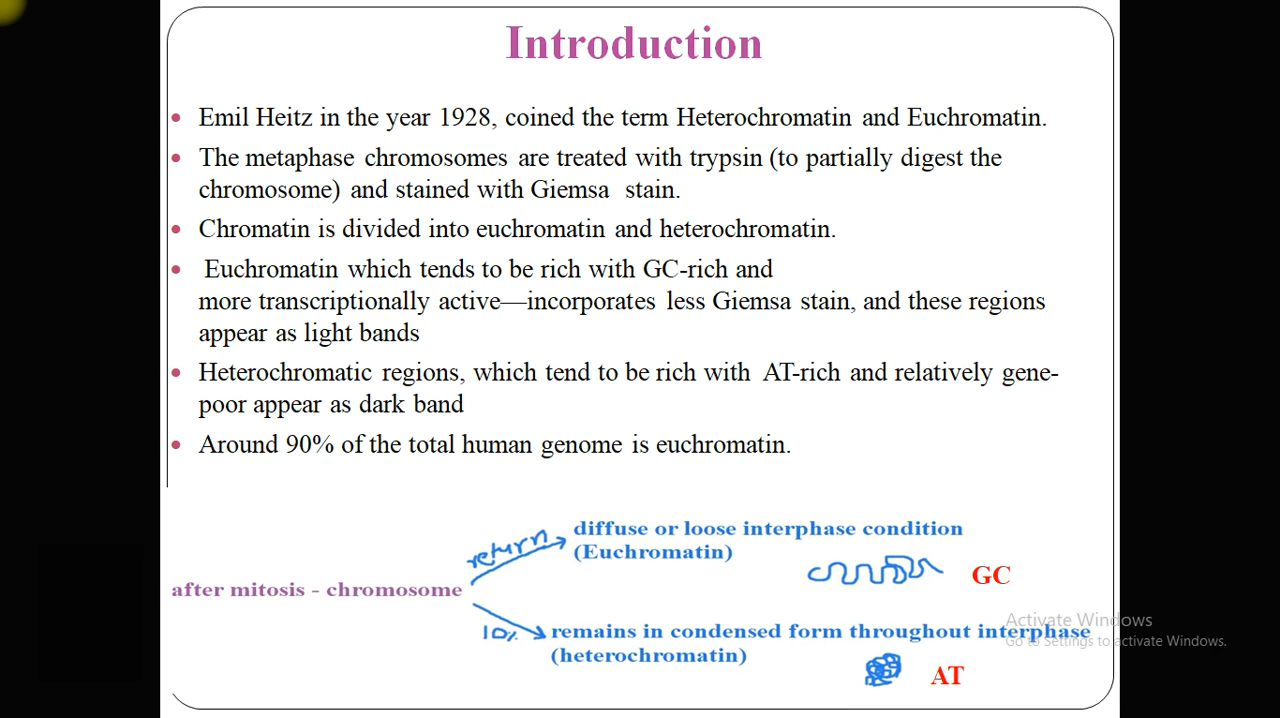 Introduction
• Emil Heitz in the year 1928, coined the term Heterochromatin and Euchromatin.
• The metaphase chromosomes are treated with trypsin (to partially digest the
chromosome) and stained with Giemsa stain.
• Chromatin is divided into euchromatin and heterochromatin.
• Euchromatin which tends to be rich with GC-rich and
more transcriptionally active—incorporates less Giemsa stain, and these regions
appear as light bands
• Heterochromatic regions, which tend to be rich with AT-rich and relatively gene-
poor appear as dark band
• Around 90% of the total human genome is euchromatin.
return
diffuse or loose interphase condition
(Euchromatin)
GC
after mitosis - chromosome
10%
remains in condensed form throughout interphase
(heterochromatin)
AT
Activate Windows
Go to Settings to activate Windows.